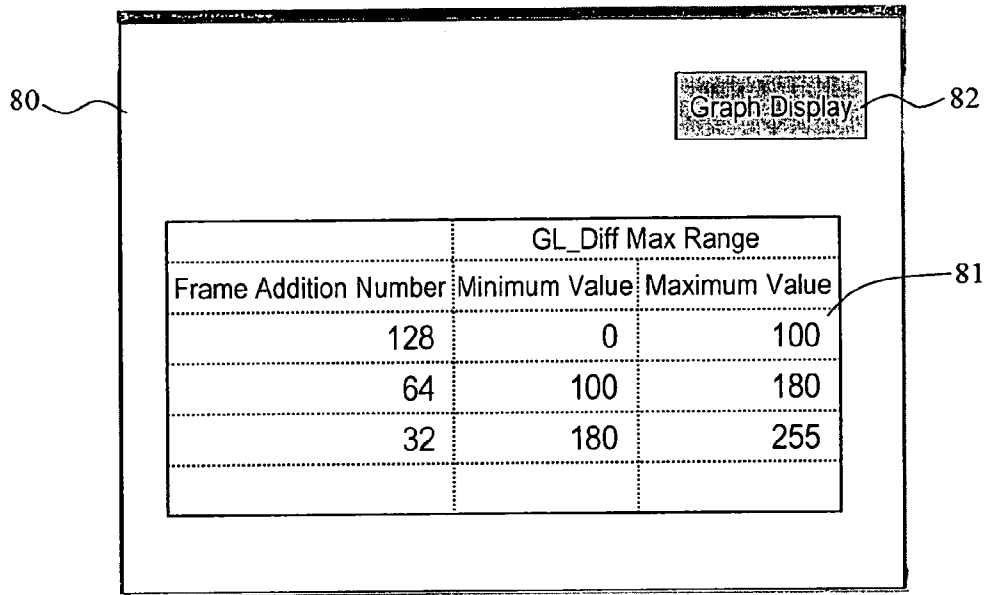 80
Graph Display
82
GL_Diff Max Range
81
Frame Addition Number Minimum Value Maximum Value
128 0 100
64 100 180
32 180 255